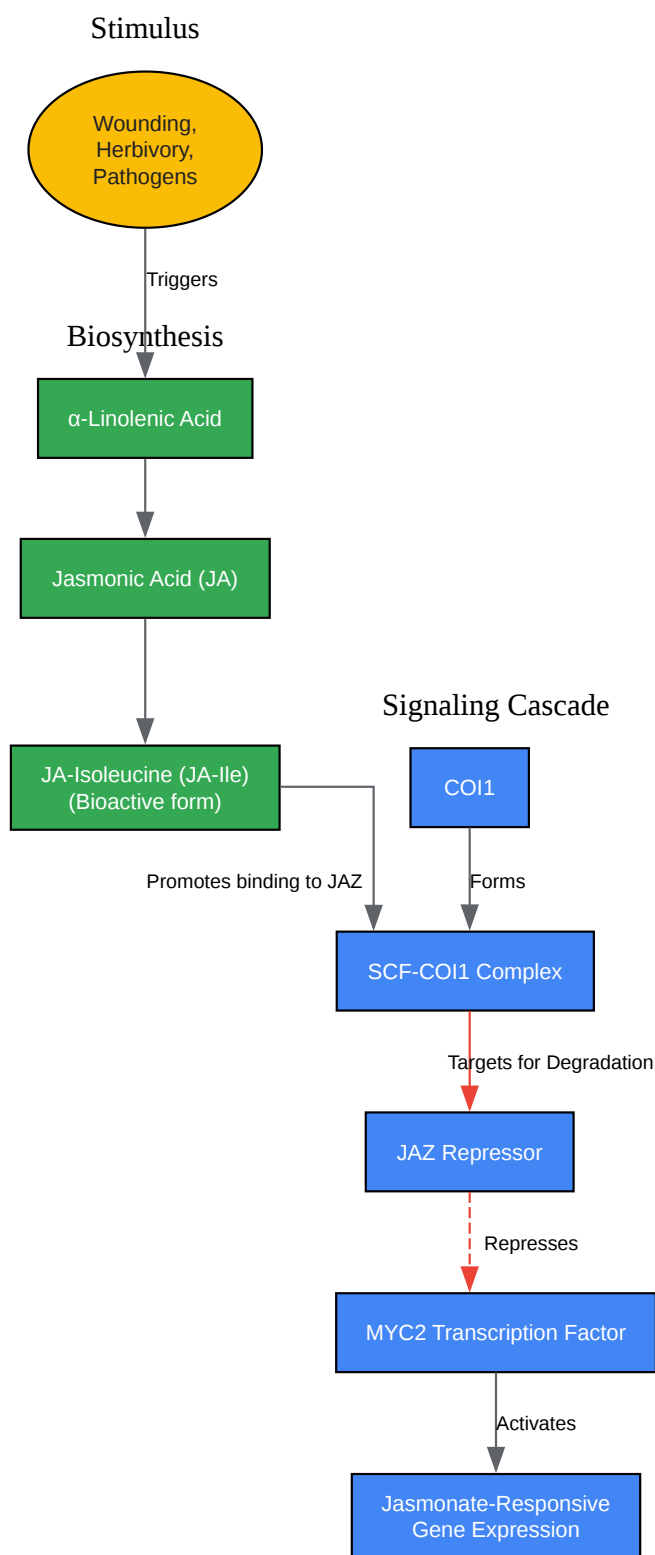 Stimulus
Wounding,
Herbivory,
Pathogens
Triggers
Biosynthesis
α-Linolenic Acid
Jasmonic Acid (JA)
Signaling Cascade
JA-Isoleucine (JA-Ile)
(Bioactive form)
COI1
Promotes binding to JAZ
Forms
SCF-COI1 Complex
Targets for Degradation
JAZ Repressor
Represses
MYC2 Transcription Factor
Activates
Jasmonate-Responsive
Gene Expression